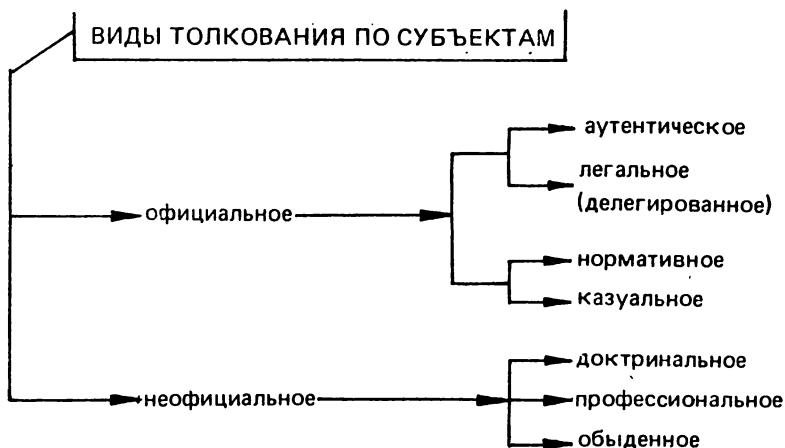 ВИДЫ ТОЛКОВАНИЯ ПО СУБЪЕКТАМ
аутентическое
легальное
(делегированное)
официальное
нормативное
казуальное
доктринальное
неофициальное
профессиональное
обыденное